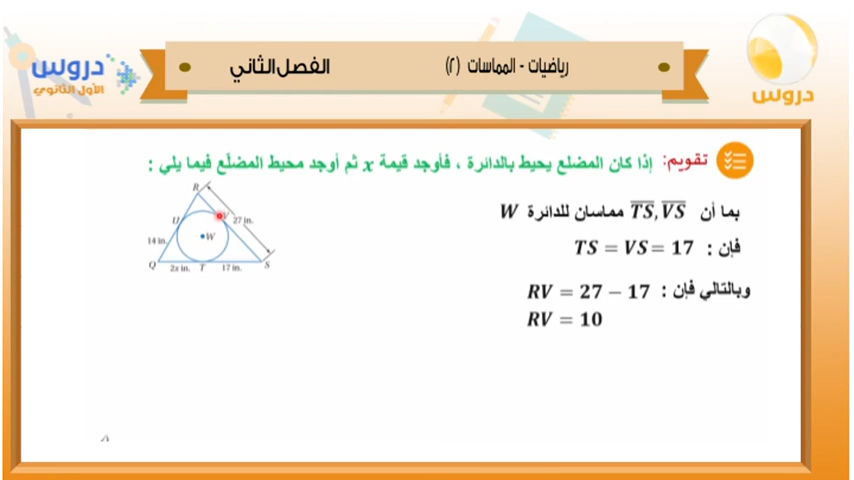 دروس
الأول الثانوي
الفصل الثاني
رياضيات - المماسات (٢)
دروس
تقويم: إذا كان المضلع يحيط بالدائرة ، فأوجد قيمة x ثم أوجد محيط المضلّع فيما يلي :
R
U
V
27 in.
W
14 in.
Q
2x in.
T
17 in.
S
بما أن TS, VS مماسان للدائرة W
فإن : TS = VS = 17
وبالتالي فإن : RV = 27 − 17
RV = 10